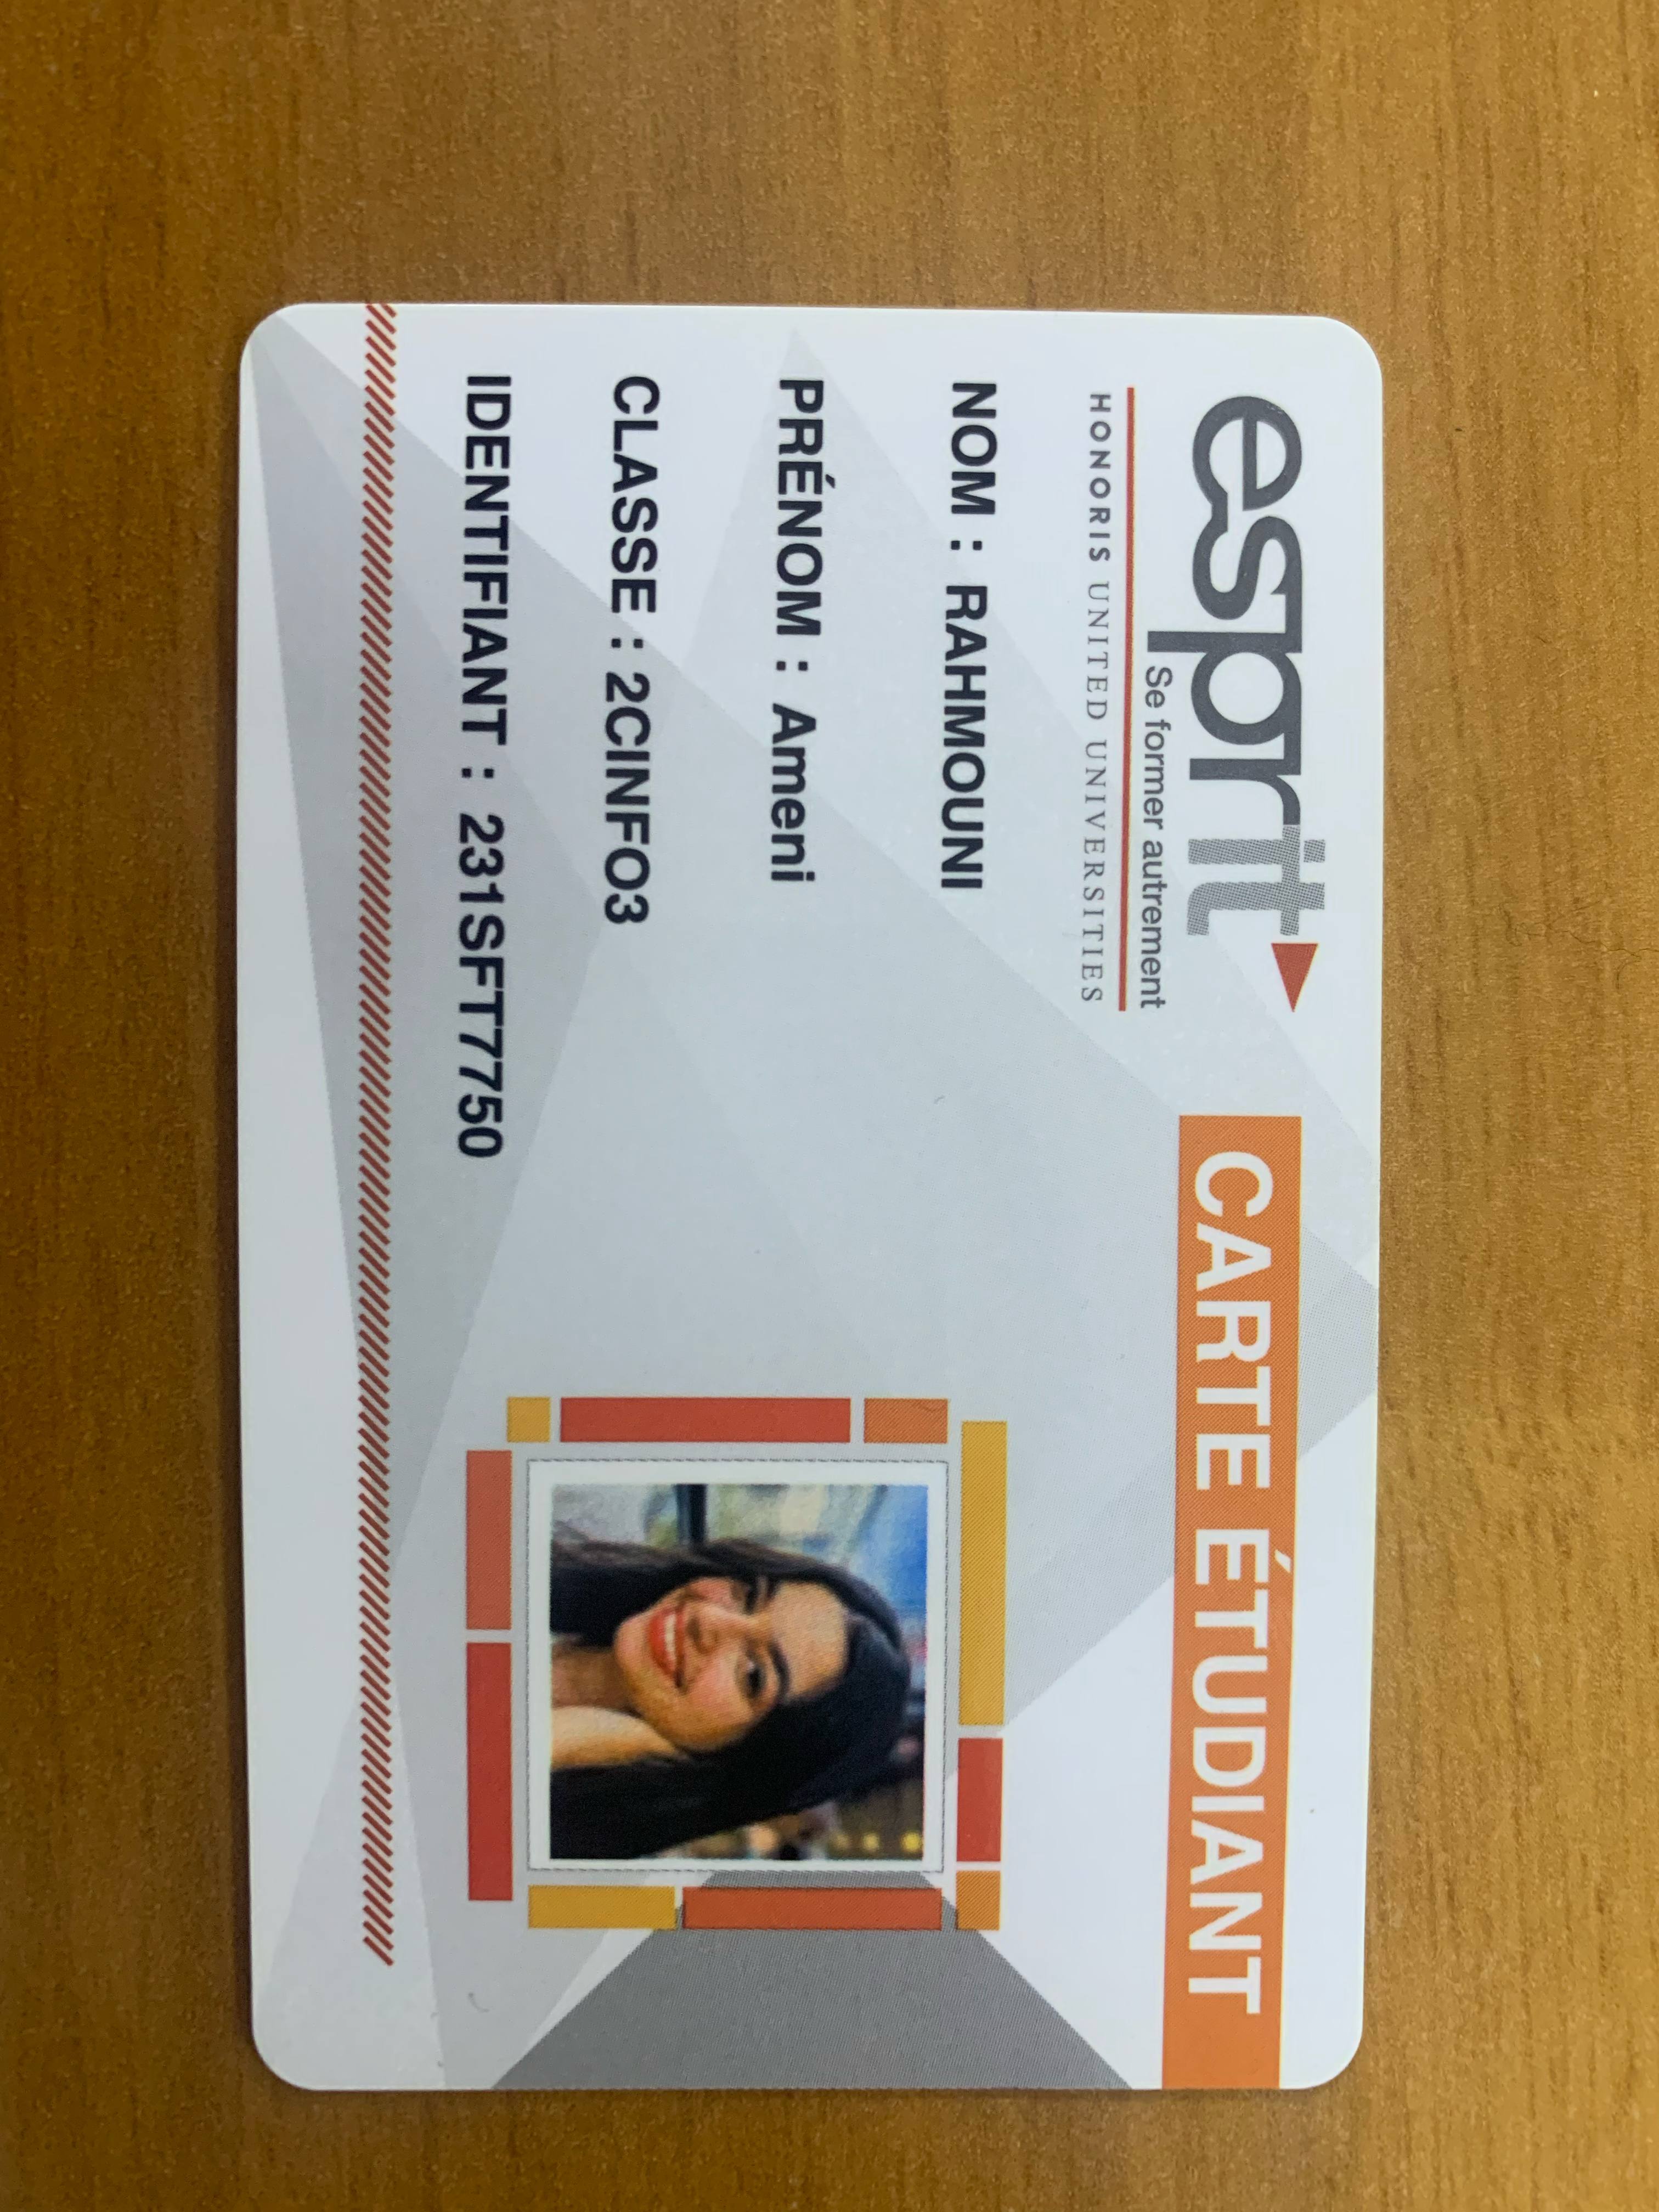 esprit
Se former autrement
HONORIS UNITED UNIVERSITIES
CARTE ÉTUDIANT
NOM : RAHMOUNI
PRÉNOM : Ameni
CLASSE : 2CINFO3
IDENTIFIANT : 231SFT7750